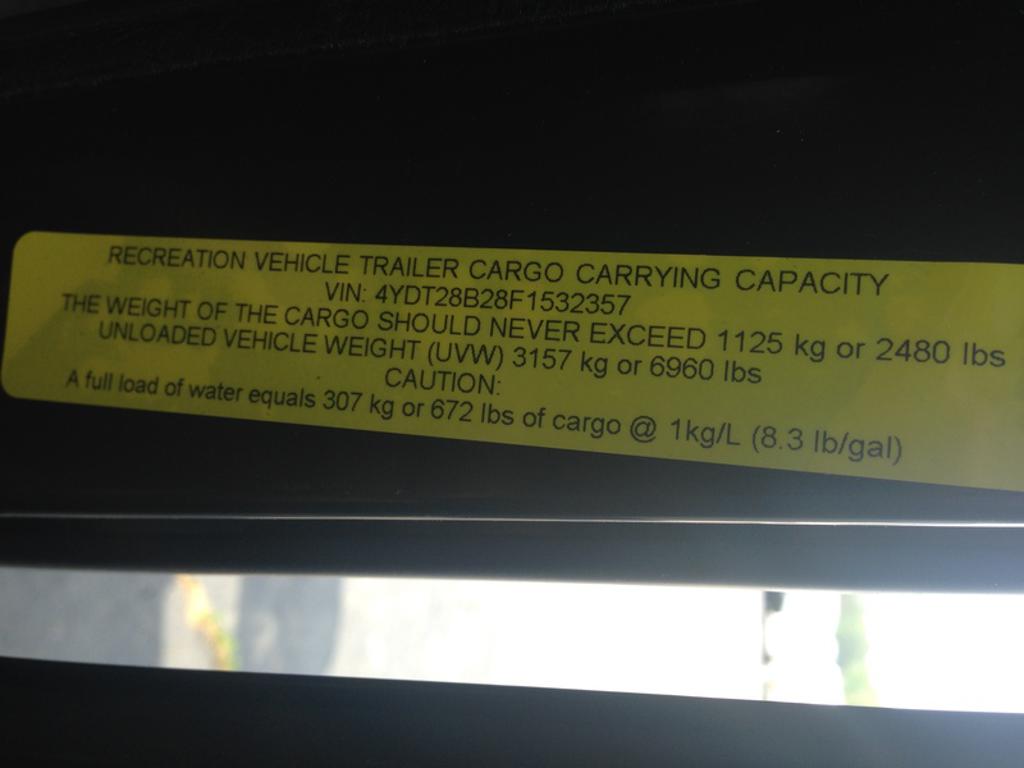 RECREATION VEHICLE TRAILER CARGO CARRYING CAPACITY
VIN: 4YDT28B28F1532357
THE WEIGHT OF THE CARGO SHOULD NEVER EXCEED 1125 kg or 2480 lbs
UNLOADED VEHICLE WEIGHT (UVW) 3157 kg or 6960 lbs
CAUTION:
A full load of water equals 307 kg or 672 lbs of cargo @ 1kg/L (8.3 lb/gal)